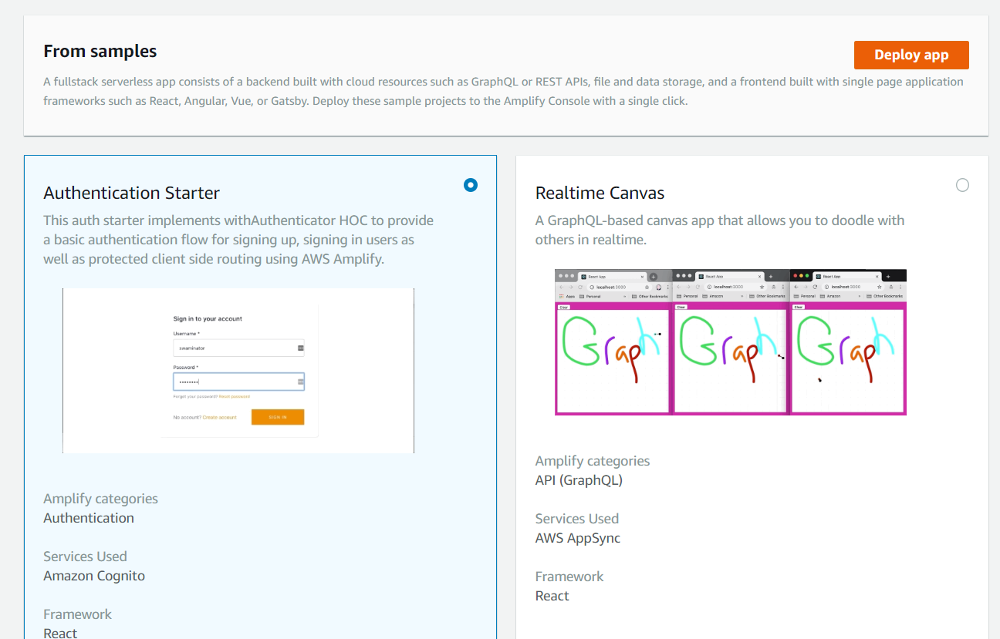 From samples
Deploy app
A fullstack serverless app consists of a backend built with cloud resources such as GraphQL or REST APIs, file and data storage, and a frontend built with single page application
frameworks such as React, Angular, Vue, or Gatsby. Deploy these sample projects to the Amplify Console with a single click.
Authentication Starter
This auth starter implements withAuthenticator HOC to provide
a basic authentication flow for signing up, signing in users as
well as protected client side routing using AWS Amplify.
Sign in to your account
Username *
swaminator
Password *
Forgot your password? Reset password
No account? Create account
SIGN IN
Amplify categories
Authentication
Services Used
Amazon Cognito
Framework
React
Realtime Canvas
A GraphQL-based canvas app that allows you to doodle with
others in realtime.
React App
localhost:3000
Apps Personal Other Bookmarks
Clear
Graph
React App
localhost:3000
Personal Amazon Other Bookmarks
Clear
Graph
React App
localhost:3000
Personal Amazon Other Bookmarks
Clear
Graph
Amplify categories
API (GraphQL)
Services Used
AWS AppSync
Framework
React